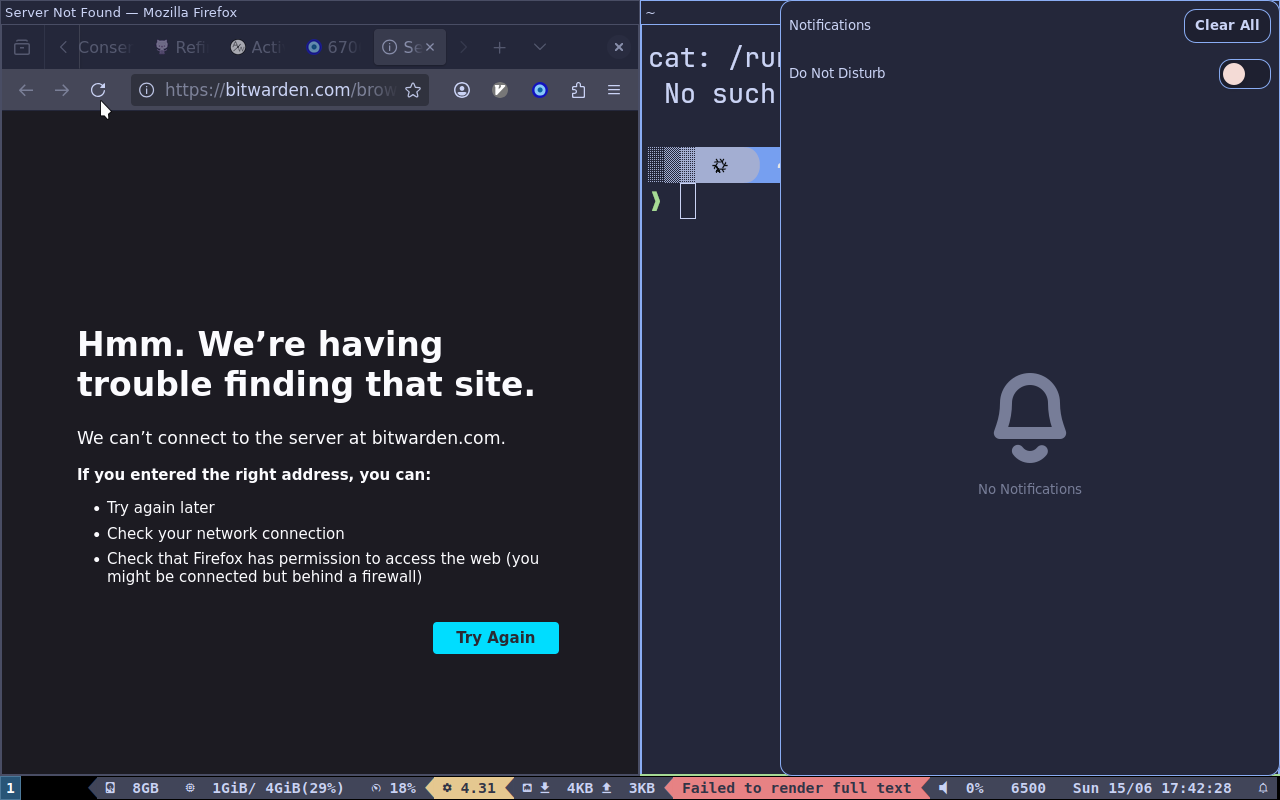 Server Not Found — Mozilla Firefox
Conser
Refi
Acti
670
Se
https://bitwarden.com/brow
Hmm. We’re having
trouble finding that site.
We can’t connect to the server at bitwarden.com.
If you entered the right address, you can:
• Try again later
• Check your network connection
• Check that Firefox has permission to access the web (you
might be connected but behind a firewall)
Try Again
~
cat: /run
No such
❱
Notifications
Clear All
Do Not Disturb
No Notifications
1
8GB
1GiB/ 4GiB(29%)
18%
4.31
4KB
3KB
Failed to render full text
0%
6500
Sun 15/06 17:42:28